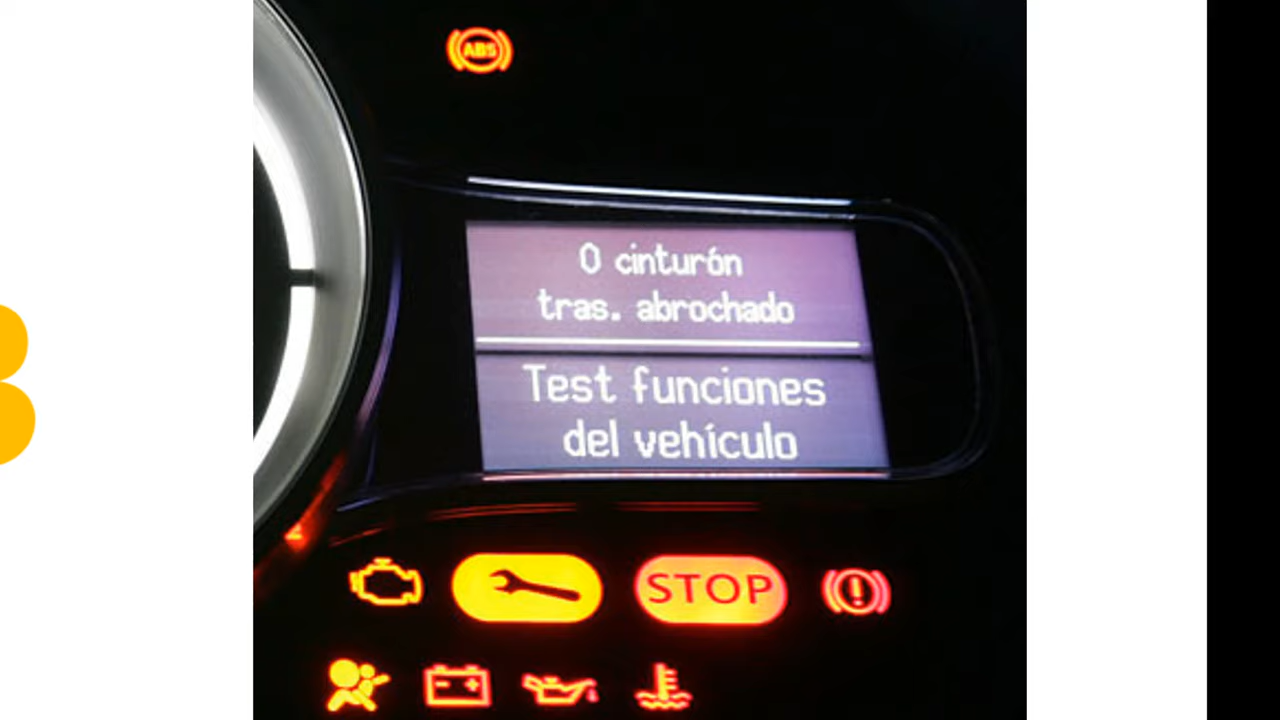 ABS
0 cinturón
tras. abrochado
Test funciones
del vehículo
STOP